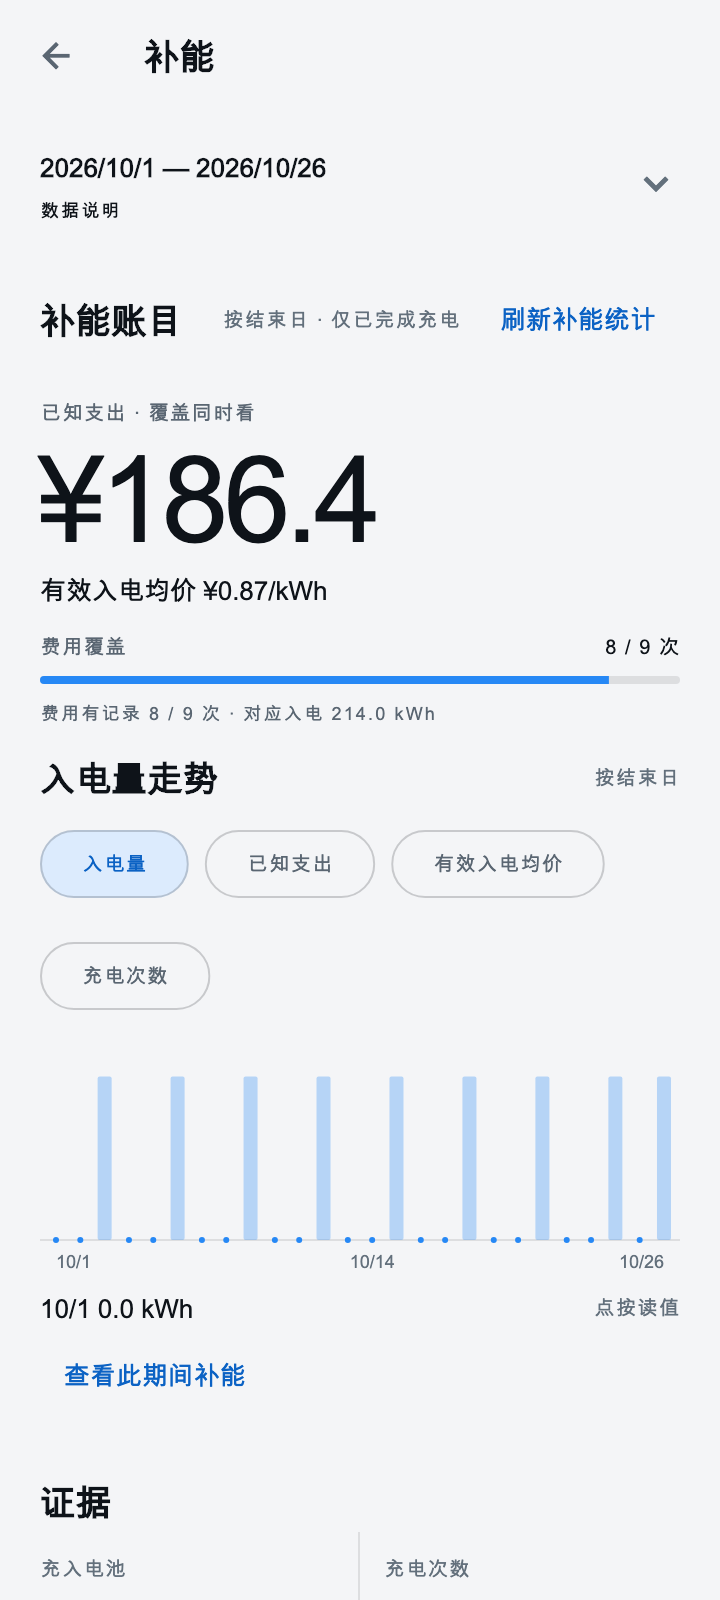 补能
2026/10/1 — 2026/10/26
数据说明
补能账目 按结束日 · 仅已完成充电 刷新补能统计
已知支出 · 覆盖同时看
¥186.4
有效入电均价 ¥0.87/kWh
费用覆盖 8 / 9 次
费用有记录 8 / 9 次 · 对应入电 214.0 kWh
入电量走势 按结束日
入电量 已知支出 有效入电均价
充电次数
10/1 10/14 10/26
10/1 0.0 kWh 点按读值
查看此期间补能
证据
充入电池 充电次数